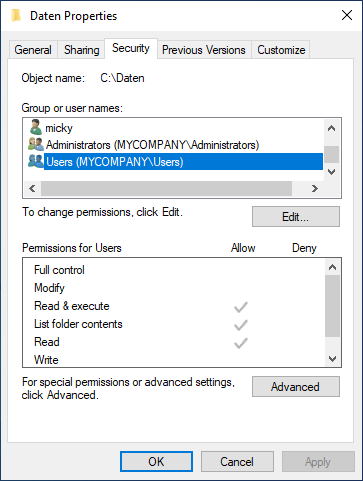 Daten Properties
General Sharing Security Previous Versions Customize
Object name: C:\Daten
Group or user names:
micky
Administrators (MYCOMPANY\Administrators)
Users (MYCOMPANY\Users)
To change permissions, click Edit.
Edit...
Permissions for Users Allow Deny
Full control
Modify
Read & execute
List folder contents
Read
Write
For special permissions or advanced settings,
click Advanced.
Advanced
OK Cancel Apply